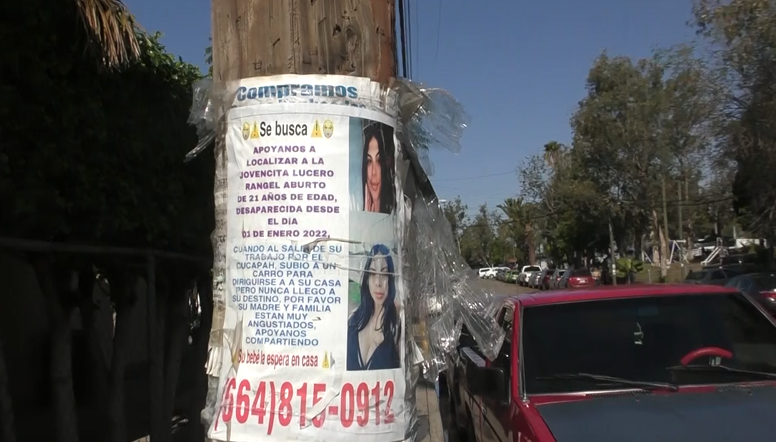 Compramos
Se busca
APOYANOS A
LOCALIZAR A LA
JOVENCITA LUCERO
RANGEL ABURTO
DE 21 AÑOS DE EDAD,
DESAPARECIDA DESDE
EL DIA
03 ENERO 2022,
CUANDO AL SALIR DE SU
TRABAJO POR EL
CUCAPAH, SUBIO A UN
CARRO PARA
DIRIGUIRSE A A SU CASA
PERO NUNCA LLEGO A
SU DESTINO, POR FAVOR
SU MADRE Y FAMILIA
ESTAN MUY
ANGUSTIADOS,
APOYANOS
COMPARTIENDO
Su bebé la espera en casa
(664)815-0912